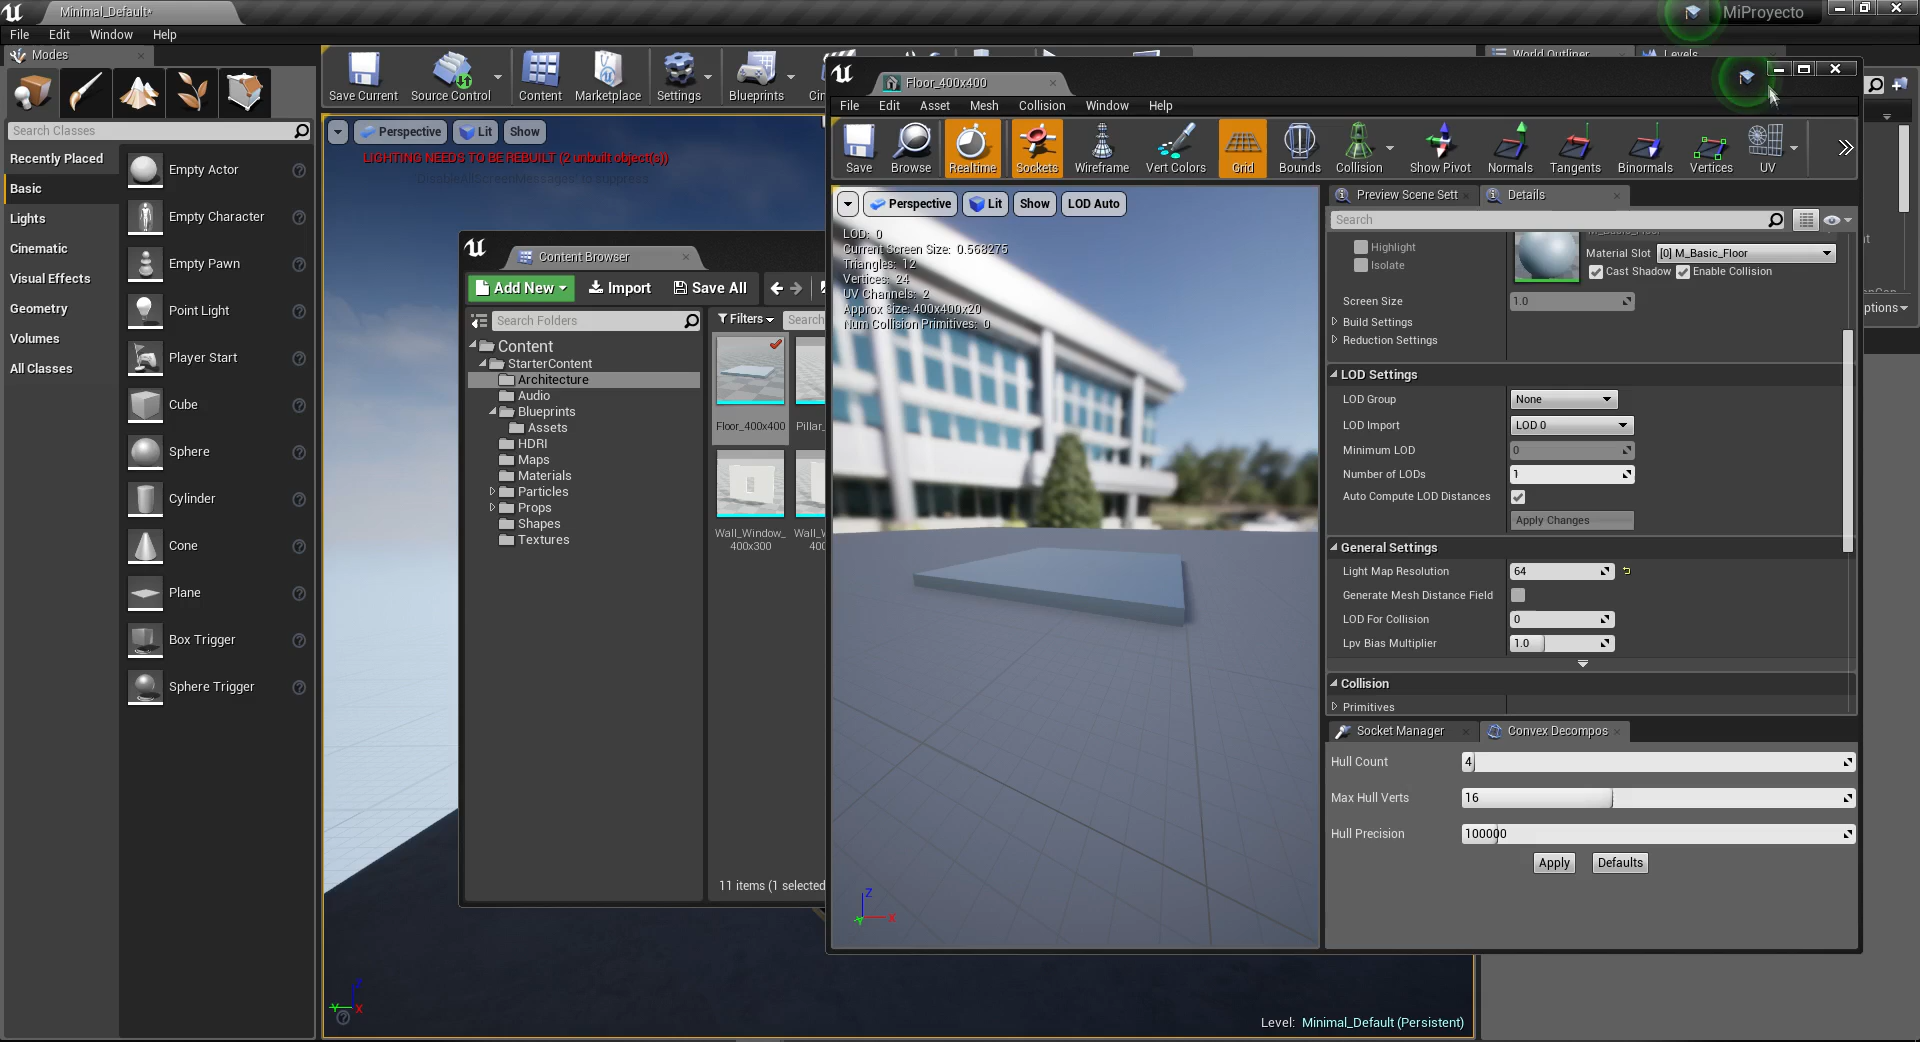 Minimal_Default*
MiProyecto
File Edit Window Help
Modes
World Outliner
Levels
Search Classes
Recently Placed
Basic
Lights
Cinematic
Visual Effects
Geometry
Volumes
All Classes
Empty Actor
Empty Character
Empty Pawn
Point Light
Player Start
Cube
Sphere
Cylinder
Cone
Plane
Box Trigger
Sphere Trigger
Save Current
Source Control
Content
Marketplace
Settings
Blueprints
Perspective Lit Show
LIGHTING NEEDS TO BE REBUILT (2 unbuilt object(s))
'DisableAllScreenMessages' to suppress
Content Browser
Add New Import Save All
Search Folders
Filters
Search
Content
StarterContent
Architecture
Audio
Blueprints
Assets
HDRI
Maps
Materials
Particles
Props
Shapes
Textures
Floor_400x400
Pillar_
Wall_Window_
400x300
11 items (1 selected
Floor_400x400
File Edit Asset Mesh Collision Window Help
Save Browse Realtime Sockets Wireframe Vert Colors Grid Bounds Collision Show Pivot Normals Tangents Binormals Vertices UV
Perspective Lit Show LOD Auto
LOD: 0
Current Screen Size: 0.568275
Triangles: 12
Vertices: 24
UV Channels: 2
Approx Size: 400x400x20
Num Collision Primitives: 0
Z
X
Y
Preview Scene Sett
Details
Search
Highlight
Isolate
Material Slot [0] M_Basic_Floor
Cast Shadow Enable Collision
Screen Size 1.0
Build Settings
Reduction Settings
LOD Settings
LOD Group None
LOD Import LOD 0
Minimum LOD 0
Number of LODs 1
Auto Compute LOD Distances
Apply Changes
General Settings
Light Map Resolution 64
Generate Mesh Distance Field
LOD For Collision 0
Lpv Bias Multiplier 1.0
Collision
Primitives
Socket Manager
Convex Decompos
Hull Count 4
Max Hull Verts 16
Hull Precision 100000
Apply Defaults
ptions
Z
Y
X
Level: Minimal_Default (Persistent)